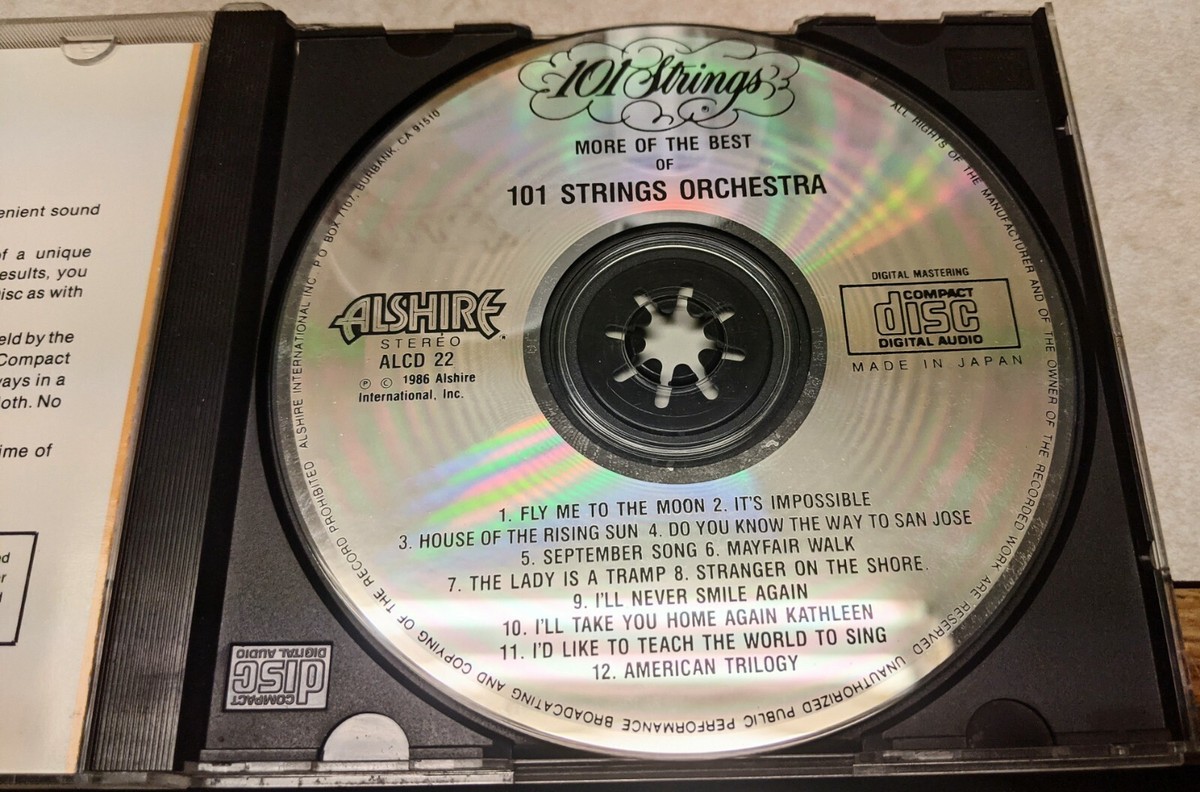 enient sound
of a unique
esults, you
isc as with
eld by the
Compact
ays in a
loth. No
ime of
101 Strings
®
MORE OF THE BEST
OF
101 STRINGS ORCHESTRA
ALSHIRE
STEREO
ALCD 22
℗ © 1986 Alshire
International, Inc.
DIGITAL MASTERING
COMPACT
disc
DIGITAL AUDIO
MADE IN JAPAN
1. FLY ME TO THE MOON 2. IT'S IMPOSSIBLE
3. HOUSE OF THE RISING SUN 4. DO YOU KNOW THE WAY TO SAN JOSE
5. SEPTEMBER SONG 6. MAYFAIR WALK
7. THE LADY IS A TRAMP 8. STRANGER ON THE SHORE.
9. I'LL NEVER SMILE AGAIN
10. I'LL TAKE YOU HOME AGAIN KATHLEEN
11. I'D LIKE TO TEACH THE WORLD TO SING
12. AMERICAN TRILOGY
ALL RIGHTS OF THE MANUFACTURER AND OF THE OWNER OF THE RECORDED WORK ARE RESERVED UNAUTHORIZED PUBLIC PERFORMANCE BROADCASTING AND COPYING OF THE RECORD PROHIBITED ALSHIRE INTERNATIONAL INC. P O BOX 7107, BURBANK, CA 91510
COMPACT
disc
DIGITAL AUDIO